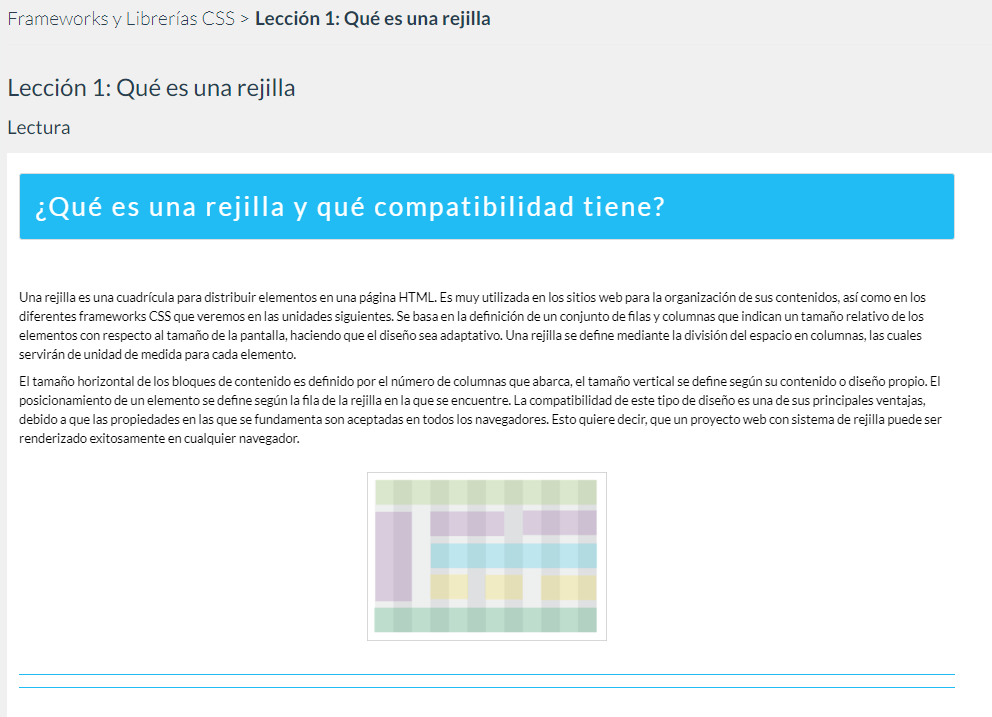 Frameworks y Librerías CSS > Lección 1: Qué es una rejilla
Lección 1: Qué es una rejilla
Lectura
¿Qué es una rejilla y qué compatibilidad tiene?
Una rejilla es una cuadrícula para distribuir elementos en una página HTML. Es muy utilizada en los sitios web para la organización de sus contenidos, así como en los
diferentes frameworks CSS que veremos en las unidades siguientes. Se basa en la definición de un conjunto de filas y columnas que indican un tamaño relativo de los
elementos con respecto al tamaño de la pantalla, haciendo que el diseño sea adaptativo. Una rejilla se define mediante la división del espacio en columnas, las cuales
servirán de unidad de medida para cada elemento.
El tamaño horizontal de los bloques de contenido es definido por el número de columnas que abarca, el tamaño vertical se define según su contenido o diseño propio. El
posicionamiento de un elemento se define según la fila de la rejilla en la que se encuentre. La compatibilidad de este tipo de diseño es una de sus principales ventajas,
debido a que las propiedades en las que se fundamenta son aceptadas en todos los navegadores. Esto quiere decir, que un proyecto web con sistema de rejilla puede ser
renderizado exitosamente en cualquier navegador.